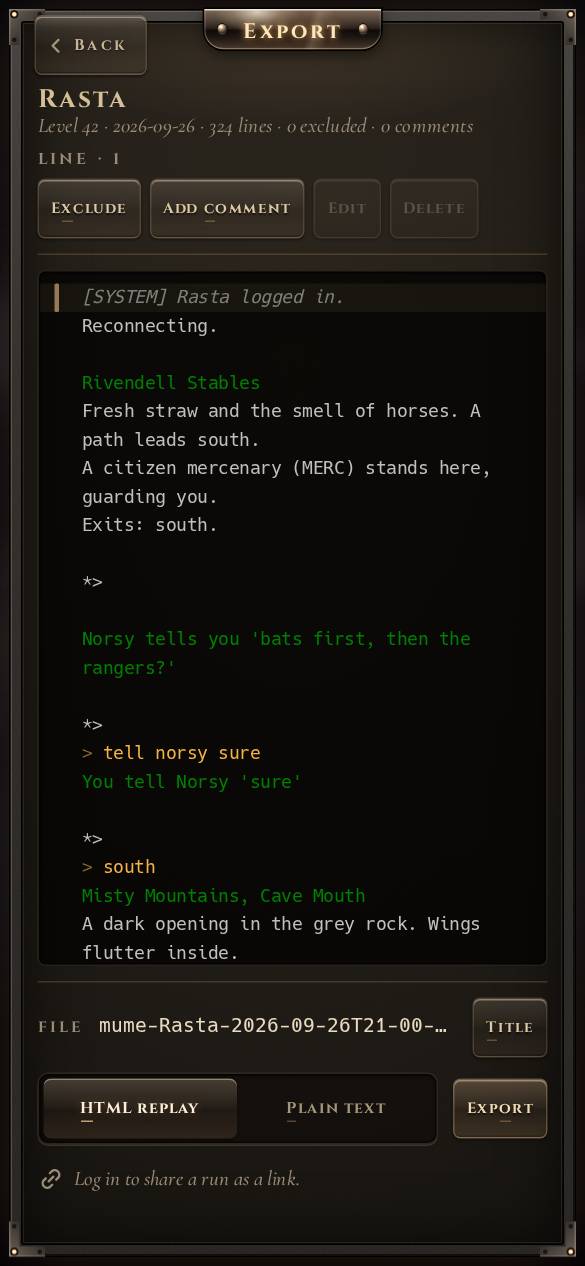 Export
Back
Rasta
Level 42 · 2026-09-26 · 324 lines · 0 excluded · 0 comments
LINE · 1
Exclude
Add comment
Edit
Delete
[SYSTEM] Rasta logged in.
Reconnecting.
Rivendell Stables
Fresh straw and the smell of horses. A
path leads south.
A citizen mercenary (MERC) stands here,
guarding you.
Exits: south.
*>
Norsy tells you 'bats first, then the
rangers?'
*>
> tell norsy sure
You tell Norsy 'sure'
*>
> south
Misty Mountains, Cave Mouth
A dark opening in the grey rock. Wings
flutter inside.
FILE mume-Rasta-2026-09-26T21-00-…
Title
HTML replay
Plain text
Export
Log in to share a run as a link.